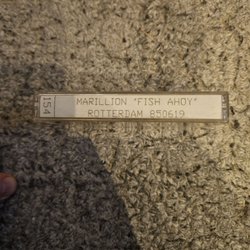 154
MARILLION "FISH AHOY"
ROTTERDAM 850619